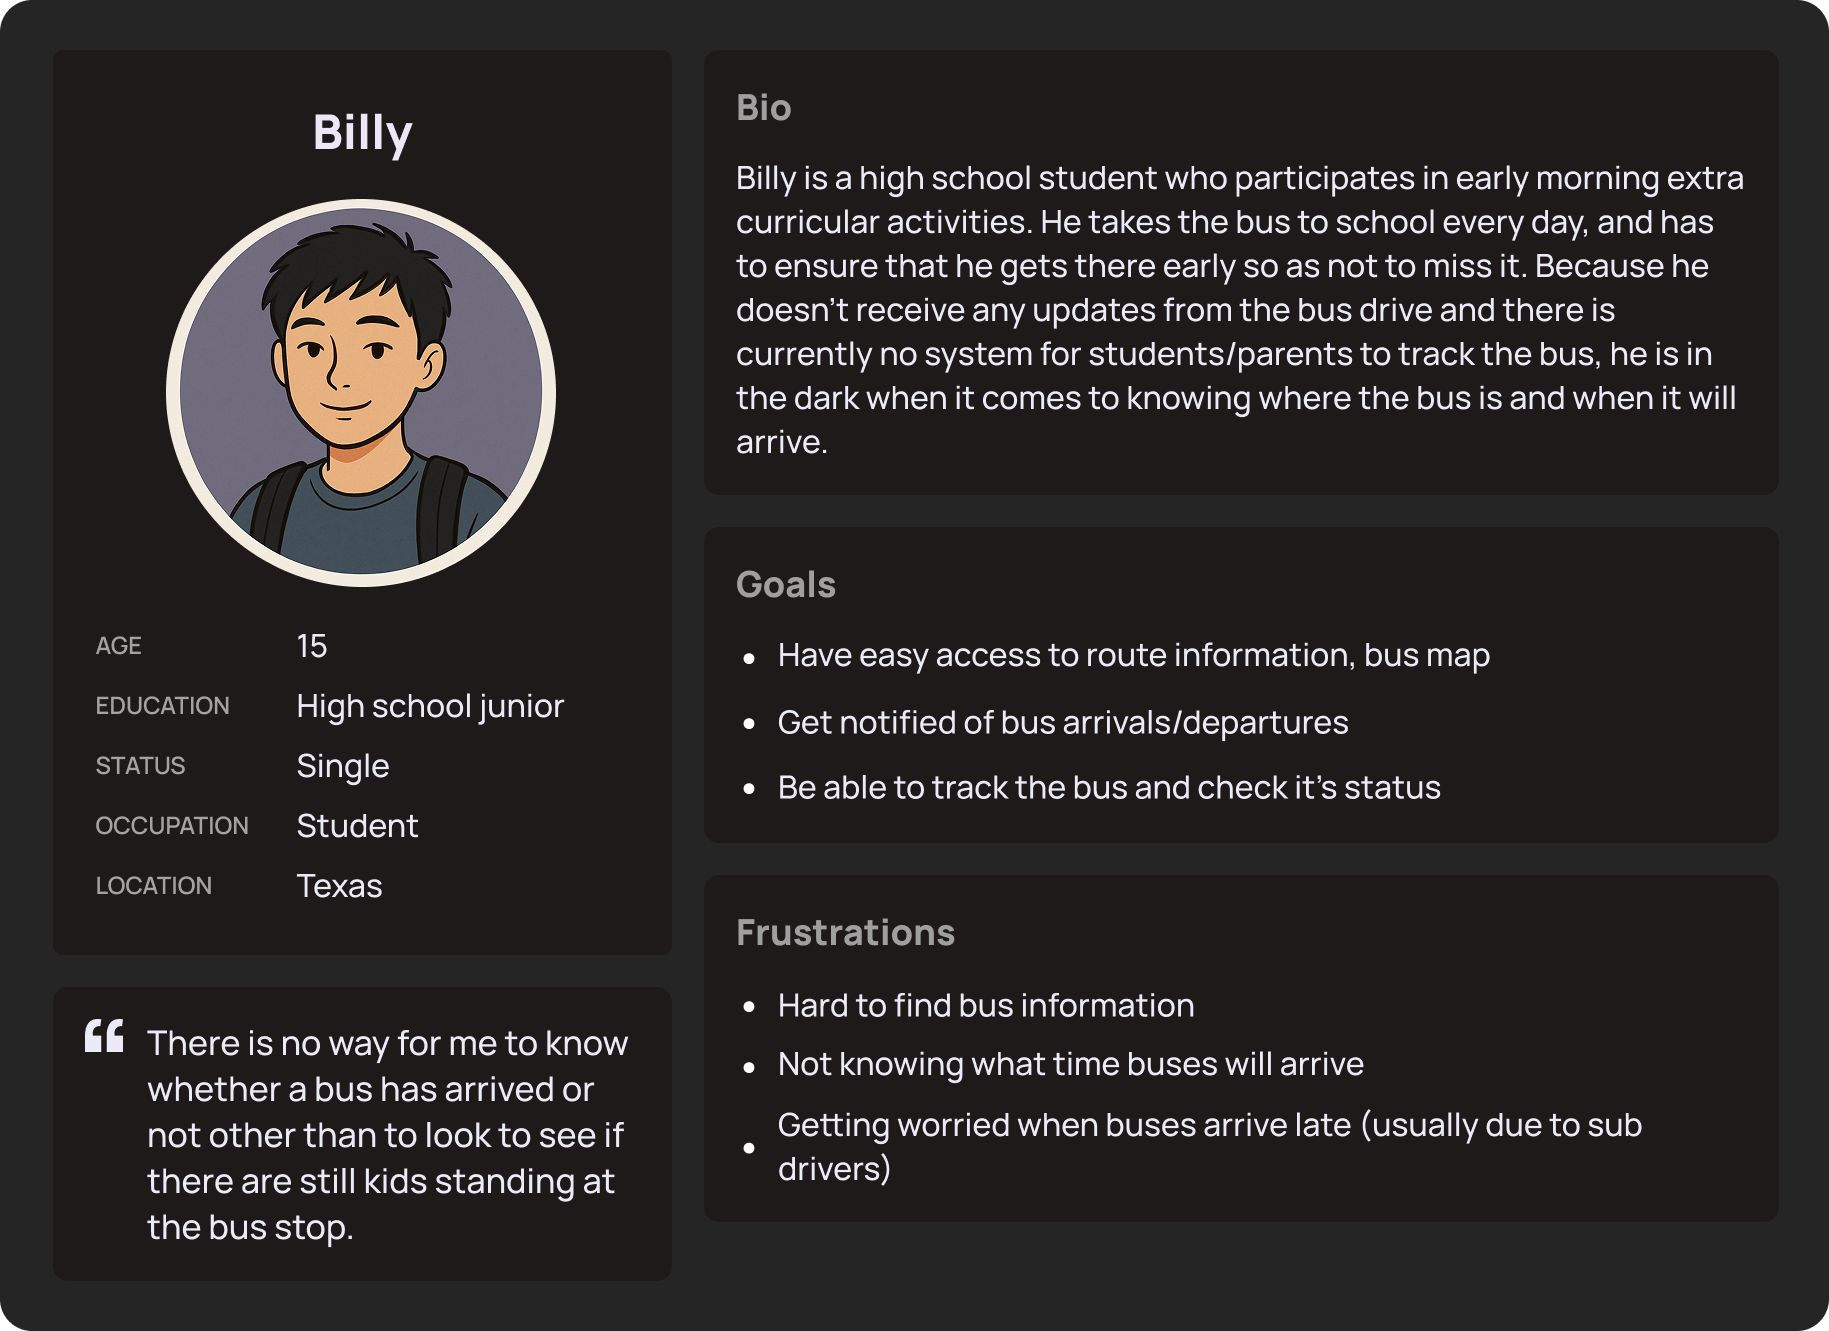 Billy
AGE 15
EDUCATION High school junior
STATUS Single
OCCUPATION Student
LOCATION Texas
“ There is no way for me to know
whether a bus has arrived or
not other than to look to see if
there are still kids standing at
the bus stop.
Bio
Billy is a high school student who participates in early morning extra
curricular activities. He takes the bus to school every day, and has
to ensure that he gets there early so as not to miss it. Because he
doesn’t receive any updates from the bus drive and there is
currently no system for students/parents to track the bus, he is in
the dark when it comes to knowing where the bus is and when it will
arrive.
Goals
• Have easy access to route information, bus map
• Get notified of bus arrivals/departures
• Be able to track the bus and check it’s status
Frustrations
• Hard to find bus information
• Not knowing what time buses will arrive
• Getting worried when buses arrive late (usually due to sub
drivers)